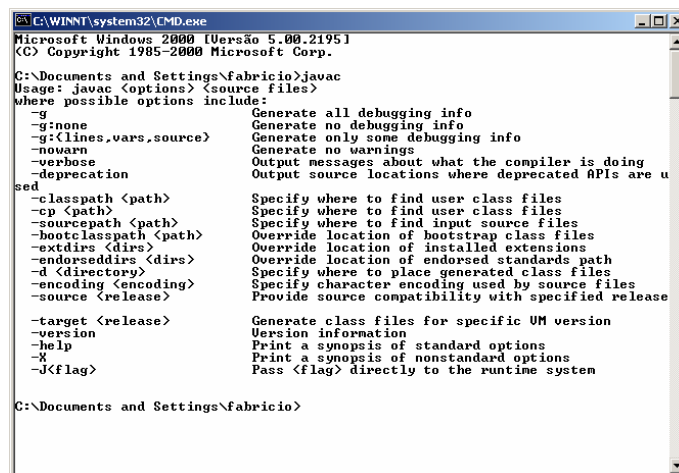 C:\WINNT\system32\CMD.exe
Microsoft Windows 2000 [Versão 5.00.2195]
(C) Copyright 1985-2000 Microsoft Corp.
C:\Documents and Settings\fabricio>javac
Usage: javac <options> <source files>
where possible options include:
-g Generate all debugging info
-g:none Generate no debugging info
-g:{lines,vars,source} Generate only some debugging info
-nowarn Generate no warnings
-verbose Output messages about what the compiler is doing
-deprecation Output source locations where deprecated APIs are u
sed
-classpath <path> Specify where to find user class files
-cp <path> Specify where to find user class files
-sourcepath <path> Specify where to find input source files
-bootclasspath <path> Override location of bootstrap class files
-extdirs <dirs> Override location of installed extensions
-endorseddirs <dirs> Override location of endorsed standards path
-d <directory> Specify where to place generated class files
-encoding <encoding> Specify character encoding used by source files
-source <release> Provide source compatibility with specified release
-target <release> Generate class files for specific VM version
-version Version information
-help Print a synopsis of standard options
-X Print a synopsis of nonstandard options
-J<flag> Pass <flag> directly to the runtime system
C:\Documents and Settings\fabricio>